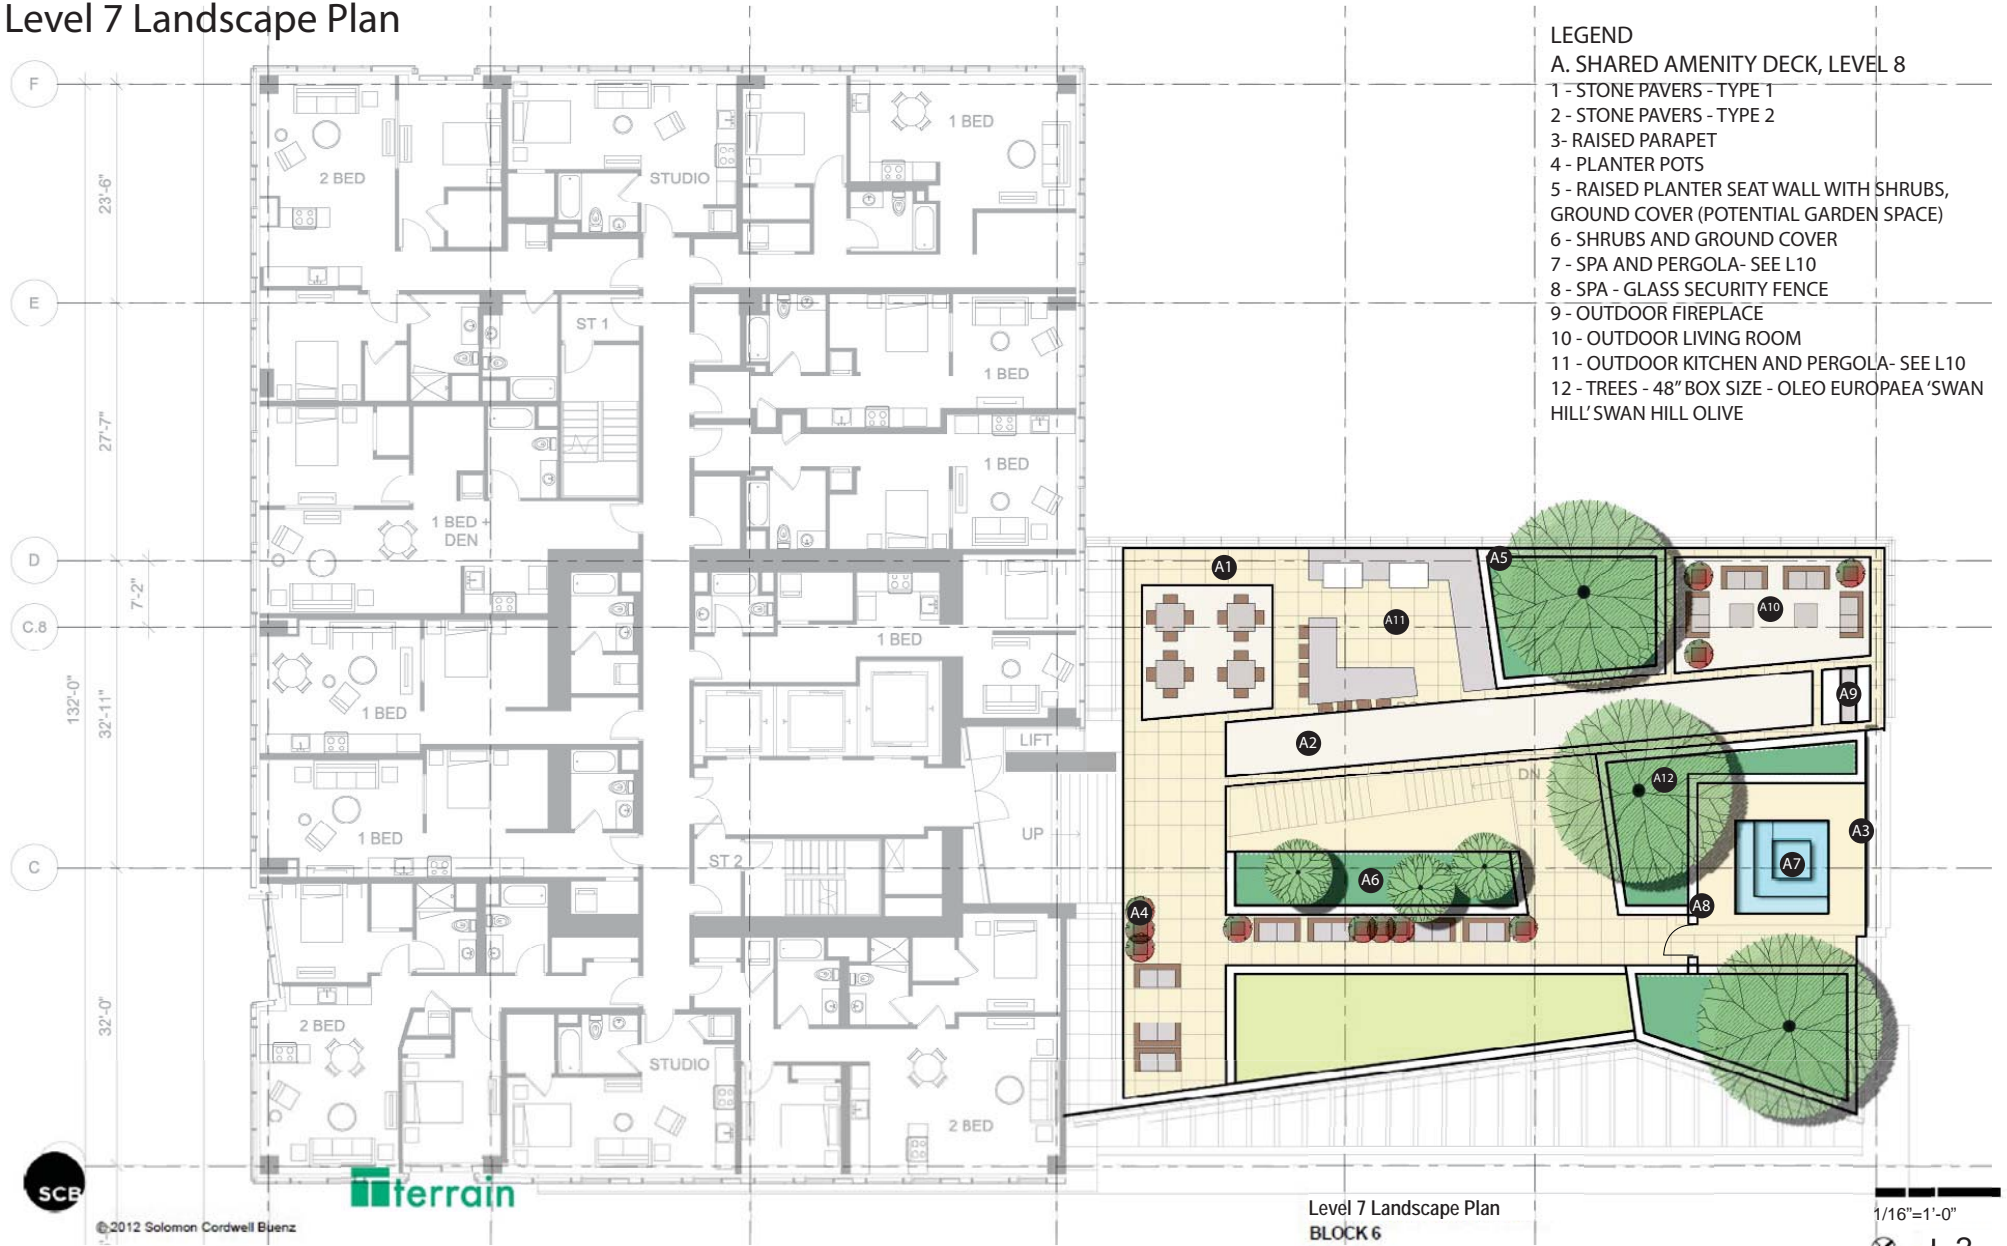 Level 7 Landscape Plan
LEGEND
A. SHARED AMENITY DECK, LEVEL 8
1 - STONE PAVERS - TYPE 1
2 - STONE PAVERS - TYPE 2
3- RAISED PARAPET
4 - PLANTER POTS
5 - RAISED PLANTER SEAT WALL WITH SHRUBS,
GROUND COVER (POTENTIAL GARDEN SPACE)
6 - SHRUBS AND GROUND COVER
7 - SPA AND PERGOLA- SEE L10
8 - SPA - GLASS SECURITY FENCE
9 - OUTDOOR FIREPLACE
10 - OUTDOOR LIVING ROOM
11 - OUTDOOR KITCHEN AND PERGOLA- SEE L10
12 - TREES - 48” BOX SIZE - OLEO EUROPAEA ‘SWAN
HILL’ SWAN HILL OLIVE
F
E
D
C.8
C
23'-6"
27'-7"
7'-2"
132'-0"
32'-11"
32'-0"
2 BED
STUDIO
1 BED
ST 1
1 BED
1 BED
1 BED +
DEN
1 BED
1 BED
LIFT
1 BED
UP
ST 2
2 BED
STUDIO
2 BED
A1
A5
A10
A11
A9
A2
DN
A12
A3
A7
A6
A8
A4
SCB
terrain
© 2012 Solomon Cordwell Buenz
Level 7 Landscape Plan
BLOCK 6
1/16”=1’-0”